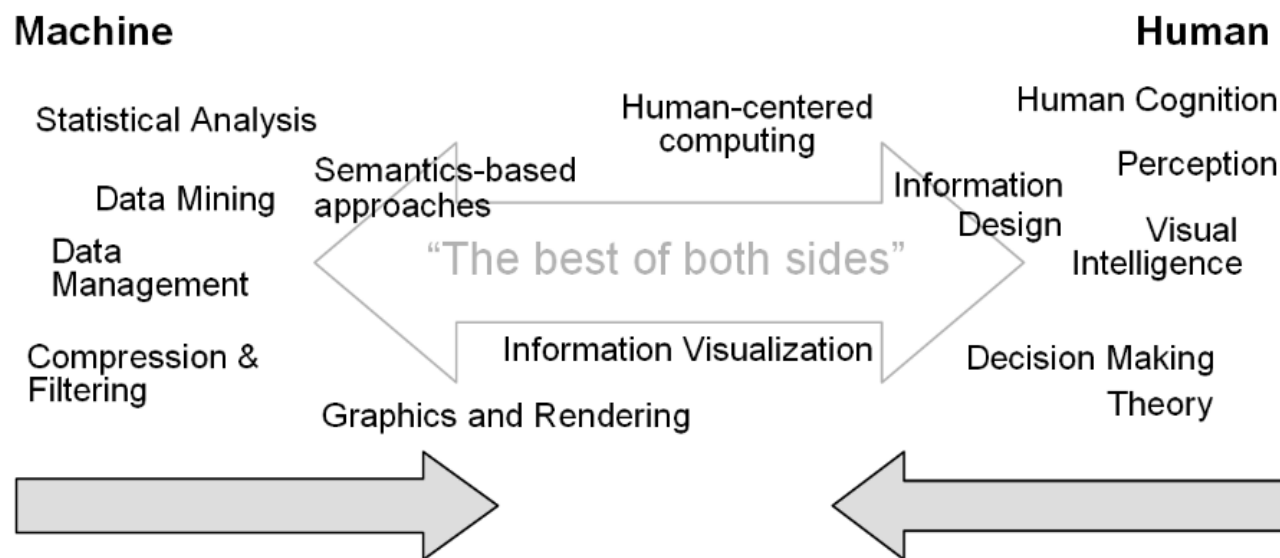 Machine
Human
Statistical Analysis
Human-centered
computing
Human Cognition
Semantics-based
approaches
Perception
Data Mining
Information
Design
Data
Management
“The best of both sides”
Visual
Intelligence
Compression &
Filtering
Information Visualization
Decision Making
Theory
Graphics and Rendering